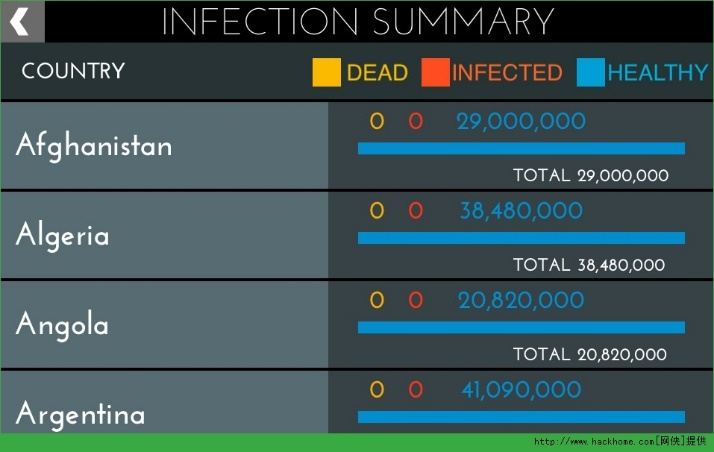 INFECTION SUMMARY
COUNTRY DEAD INFECTED HEALTHY
0 0 29,000,000
Afghanistan
TOTAL 29,000,000
0 0 38,480,000
Algeria
TOTAL 38,480,000
0 0 20,820,000
Angola
TOTAL 20,820,000
0 0 41,090,000
Argentina
http://www.hackhome.com[网侠]提供